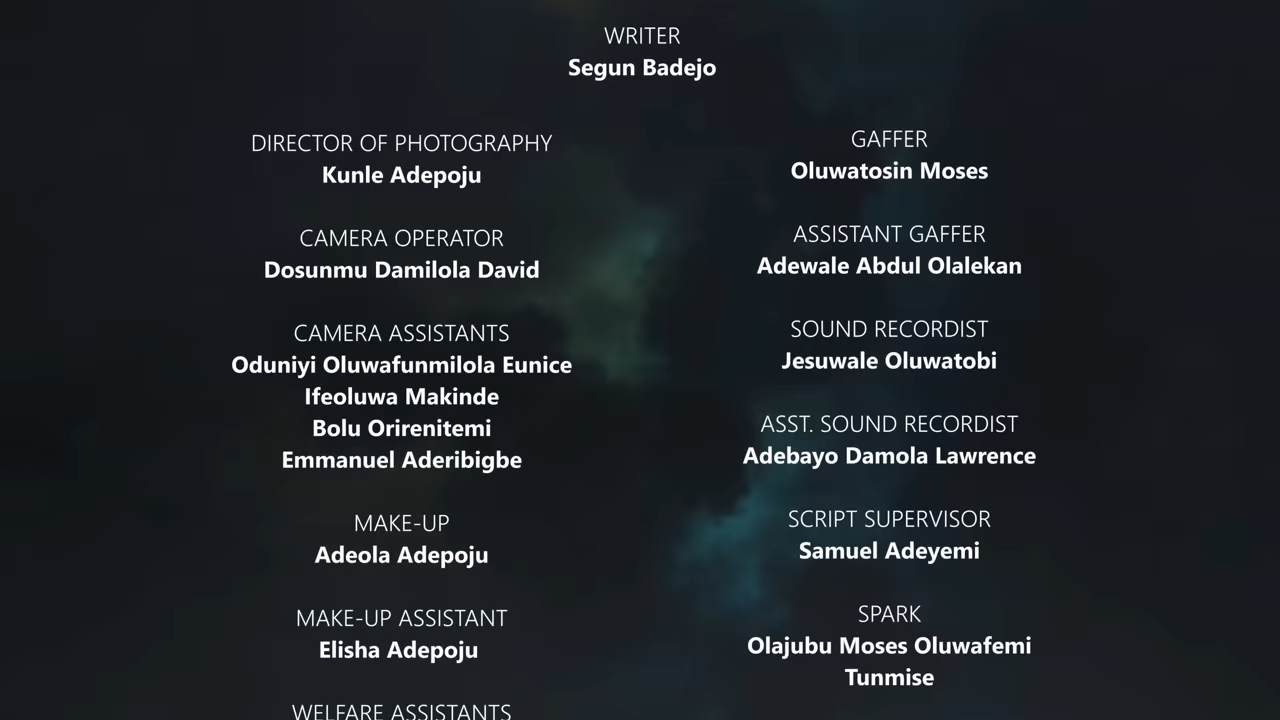 WRITER
Segun Badejo
DIRECTOR OF PHOTOGRAPHY
Kunle Adepoju
CAMERA OPERATOR
Dosunmu Damilola David
CAMERA ASSISTANTS
Oduniyi Oluwafunmilola Eunice
Ifeoluwa Makinde
Bolu Orirenitemi
Emmanuel Aderibigbe
MAKE-UP
Adeola Adepoju
MAKE-UP ASSISTANT
Elisha Adepoju
WELFARE ASSISTANTS
GAFFER
Oluwatosin Moses
ASSISTANT GAFFER
Adewale Abdul Olalekan
SOUND RECORDIST
Jesuwale Oluwatobi
ASST. SOUND RECORDIST
Adebayo Damola Lawrence
SCRIPT SUPERVISOR
Samuel Adeyemi
SPARK
Olajubu Moses Oluwafemi
Tunmise